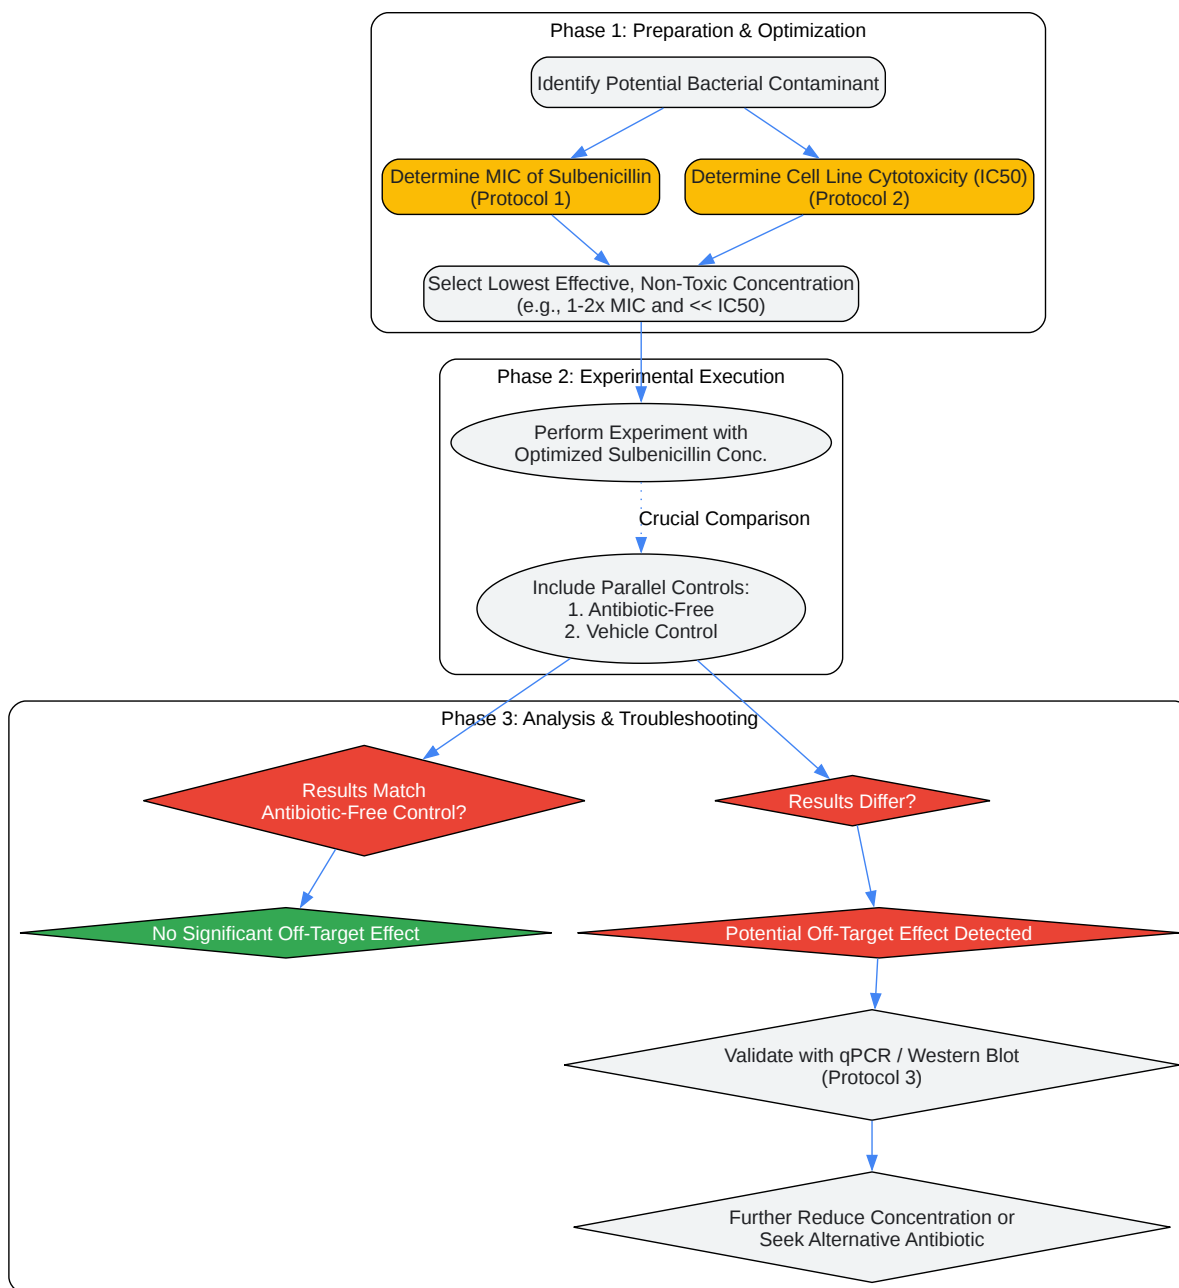 Phase 1: Preparation & Optimization
Identify Potential Bacterial Contaminant
Determine MIC of Sulbenicillin
(Protocol 1)
Determine Cell Line Cytotoxicity (IC50)
(Protocol 2)
Select Lowest Effective, Non-Toxic Concentration
(e.g., 1-2x MIC and << IC50)
Phase 2: Experimental Execution
Perform Experiment with
Optimized Sulbenicillin Conc.
Crucial Comparison
Include Parallel Controls:
1. Antibiotic-Free
2. Vehicle Control
Phase 3: Analysis & Troubleshooting
Results Match
Antibiotic-Free Control?
Results Differ?
No Significant Off-Target Effect
Potential Off-Target Effect Detected
Validate with qPCR / Western Blot
(Protocol 3)
Further Reduce Concentration or
Seek Alternative Antibiotic